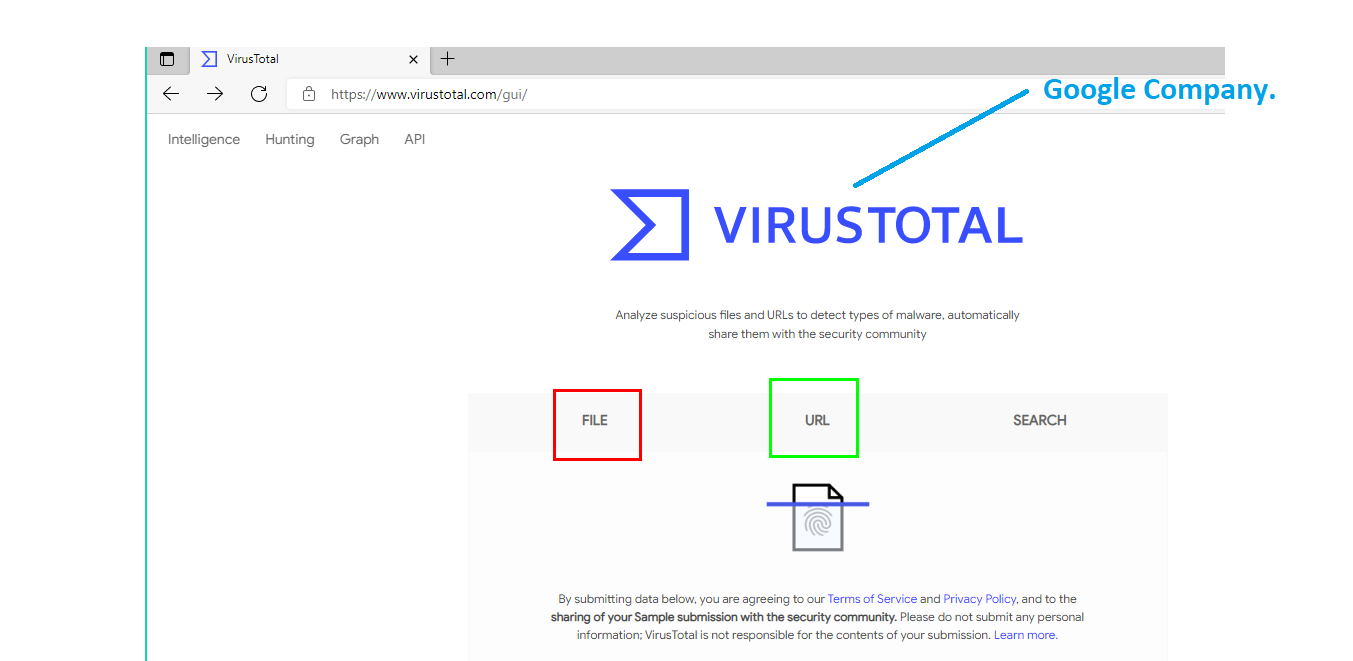 VirusTotal
https://www.virustotal.com/gui/
Google Company.
Intelligence Hunting Graph API
VIRUSTOTAL
Analyze suspicious files and URLs to detect types of malware, automatically
share them with the security community
FILE URL SEARCH
By submitting data below, you are agreeing to our Terms of Service and Privacy Policy, and to the
sharing of your Sample submission with the security community. Please do not submit any personal
information; VirusTotal is not responsible for the contents of your submission. Learn more.